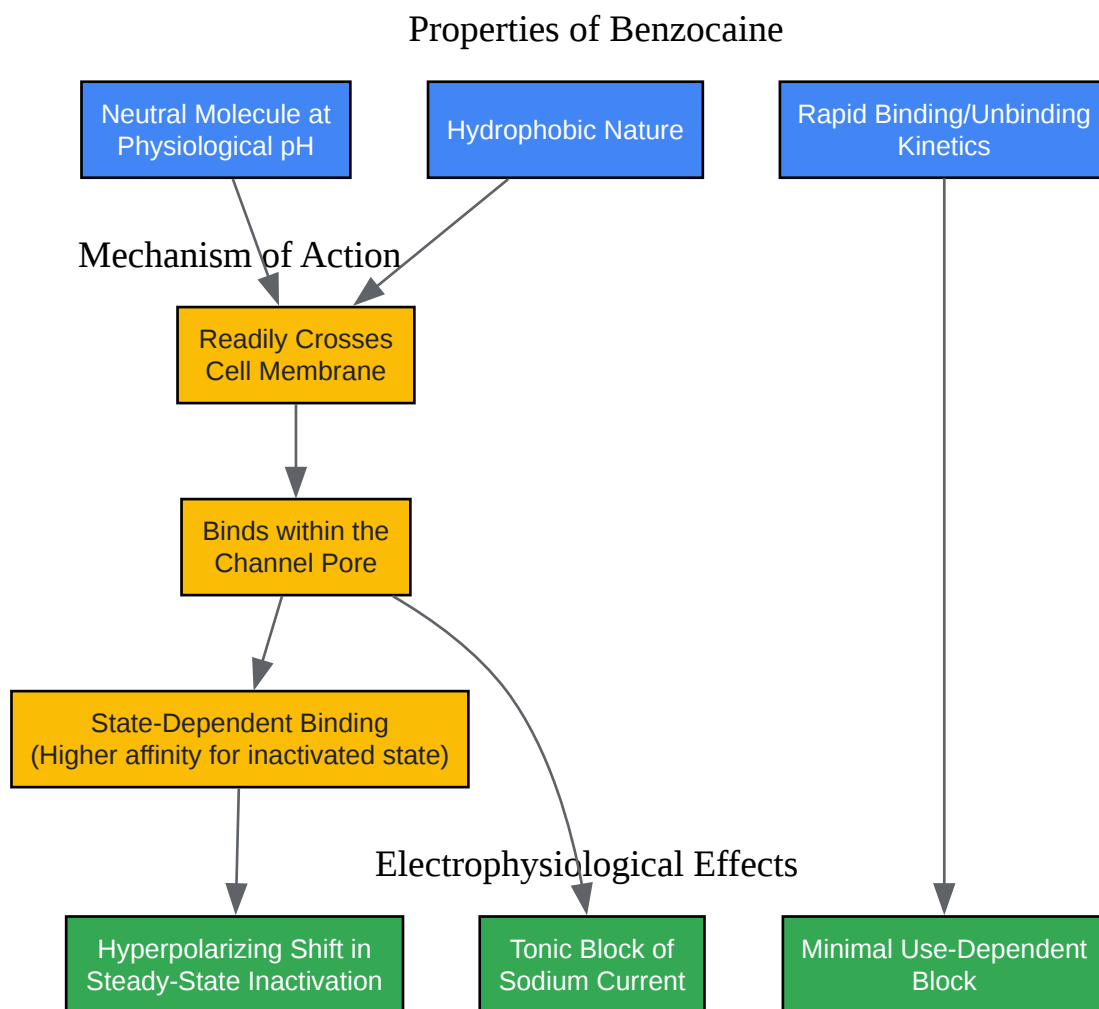 Properties of Benzocaine
Neutral Molecule at
Physiological pH
Hydrophobic Nature
Rapid Binding/Unbinding
Kinetics
Mechanism of Action
Readily Crosses
Cell Membrane
Binds within the
Channel Pore
State-Dependent Binding
(Higher affinity for inactivated state)
Electrophysiological Effects
Hyperpolarizing Shift in
Steady-State Inactivation
Tonic Block of
Sodium Current
Minimal Use-Dependent
Block